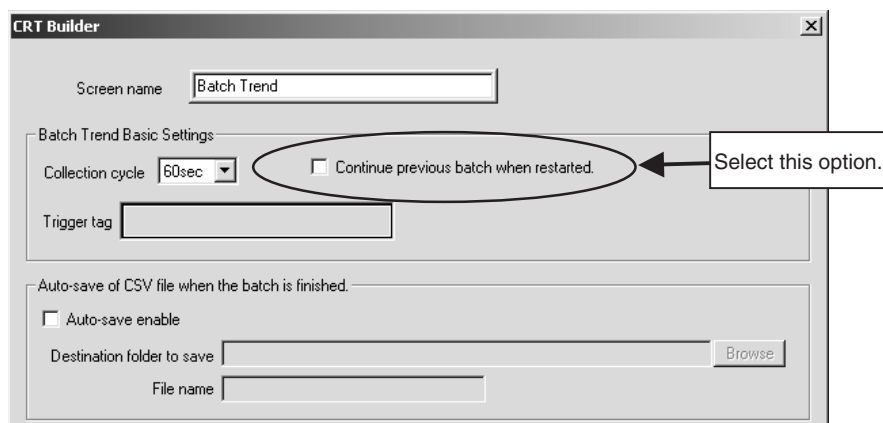 CRT Builder
Screen name Batch Trend
Batch Trend Basic Settings
Collection cycle 60sec Continue previous batch when restarted.
Select this option.
Trigger tag
Auto-save of CSV file when the batch is finished.
Auto-save enable
Destination folder to save Browse
File name